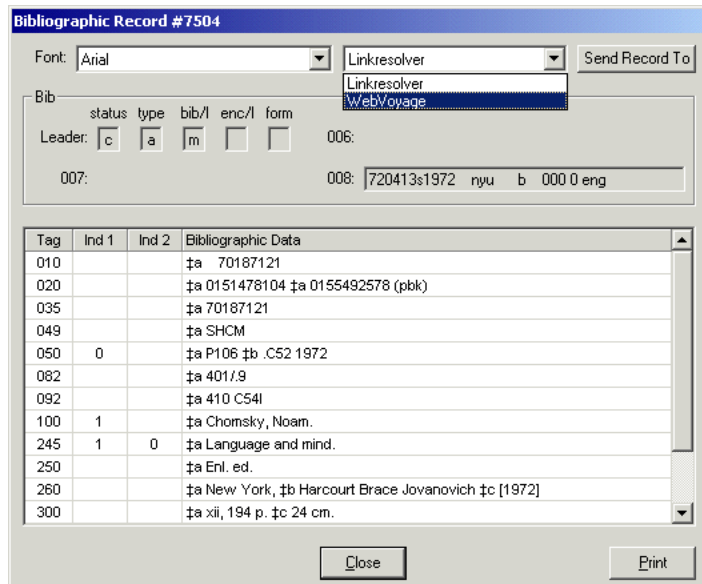 Bibliographic Record #7504
Font: Arial Linkresolver Send Record To
Linkresolver
WebVoyage
Bib
status type bib/l enc/l form
Leader: c a m 006:
007: 008: 720413s1972 nyu b 000 0 eng
Tag Ind 1 Ind 2 Bibliographic Data
010 ‡a 70187121
020 ‡a 0151478104 ‡a 0155492578 (pbk)
035 ‡a 70187121
049 ‡a SHCM
050 0 ‡a P106 ‡b .C52 1972
082 ‡a 401/.9
092 ‡a 410 C54l
100 1 ‡a Chomsky, Noam.
245 1 0 ‡a Language and mind.
250 ‡a Enl. ed.
260 ‡a New York, ‡b Harcourt Brace Jovanovich ‡c [1972]
300 ‡a xii, 194 p. ‡c 24 cm.
Close Print